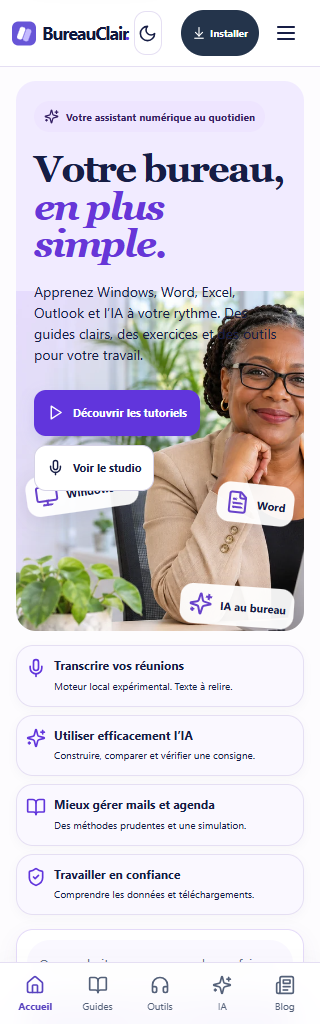 BureauClair.
Installer
Votre assistant numérique au quotidien
Votre bureau,
en plus
simple.
Apprenez Windows, Word, Excel,
Outlook et l’IA à votre rythme. Des
guides clairs, des exercices et outils
pour votre travail.
Découvrir les tutoriels
Voir le studio
Windows
Word
IA au bureau
Transcrire vos réunions
Moteur local expérimental. Texte à relire.
Utiliser efficacement l’IA
Construire, comparer et vérifier une consigne.
Mieux gérer mails et agenda
Des méthodes prudentes et une simulation.
Travailler en confiance
Comprendre les données et téléchargements.
Accueil
Guides
Outils
IA
Blog